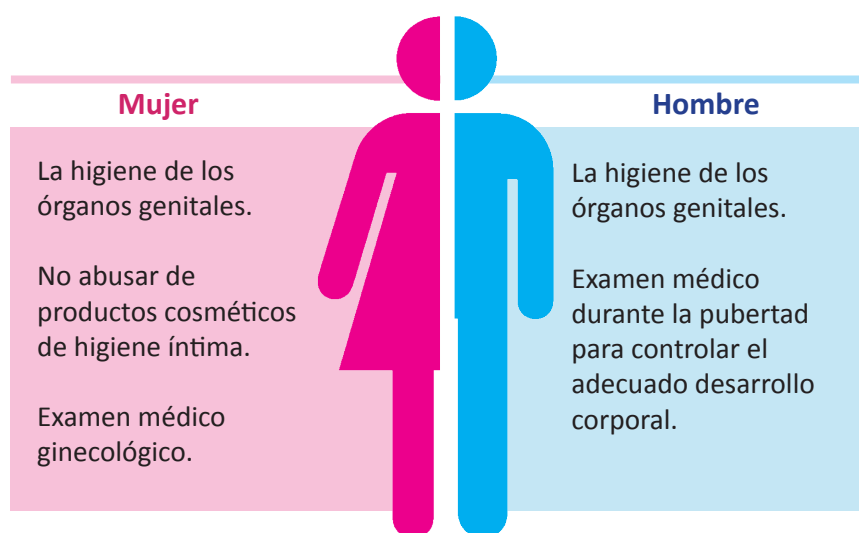 Mujer
La higiene de los
órganos genitales.
No abusar de
productos cosméticos
de higiene íntima.
Examen médico
ginecológico.
Hombre
La higiene de los
órganos genitales.
Examen médico
durante la pubertad
para controlar el
adecuado desarrollo
corporal.